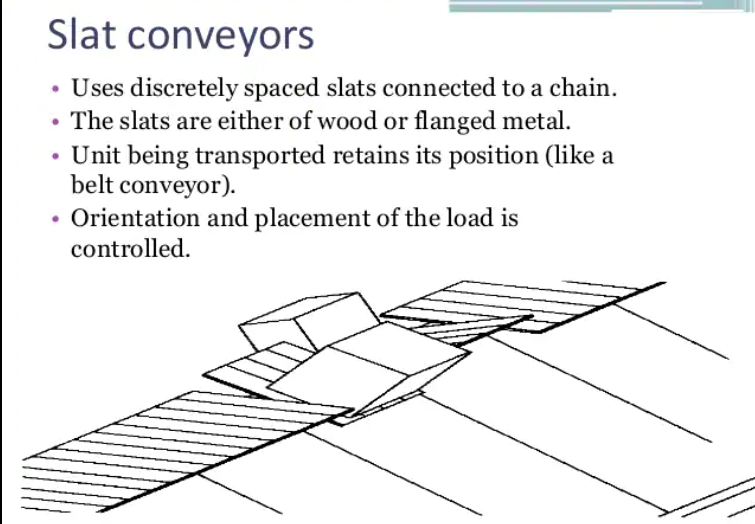 Slat conveyors
• Uses discretely spaced slats connected to a chain.
• The slats are either of wood or flanged metal.
• Unit being transported retains its position (like a
belt conveyor).
• Orientation and placement of the load is
controlled.